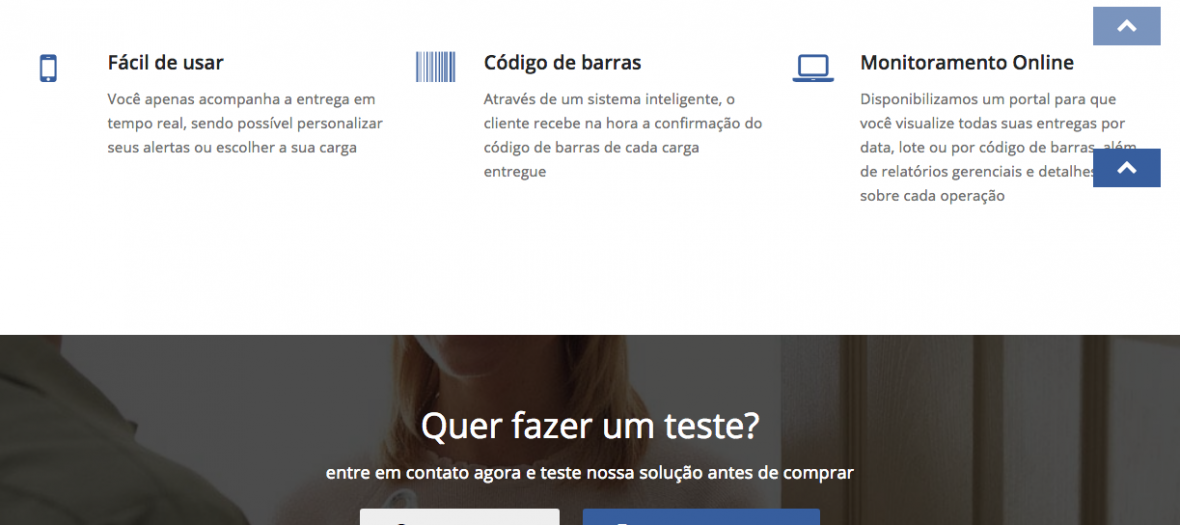 Fácil de usar
Você apenas acompanha a entrega em
tempo real, sendo possível personalizar
seus alertas ou escolher a sua carga
Código de barras
Através de um sistema inteligente, o
cliente recebe na hora a confirmação do
código de barras de cada carga
entregue
Monitoramento Online
Disponibilizamos um portal para que
você visualize todas suas entregas por
data, lote ou por código de barras, além
de relatórios gerenciais e detalhes
sobre cada operação
Quer fazer um teste?
entre em contato agora e teste nossa solução antes de comprar